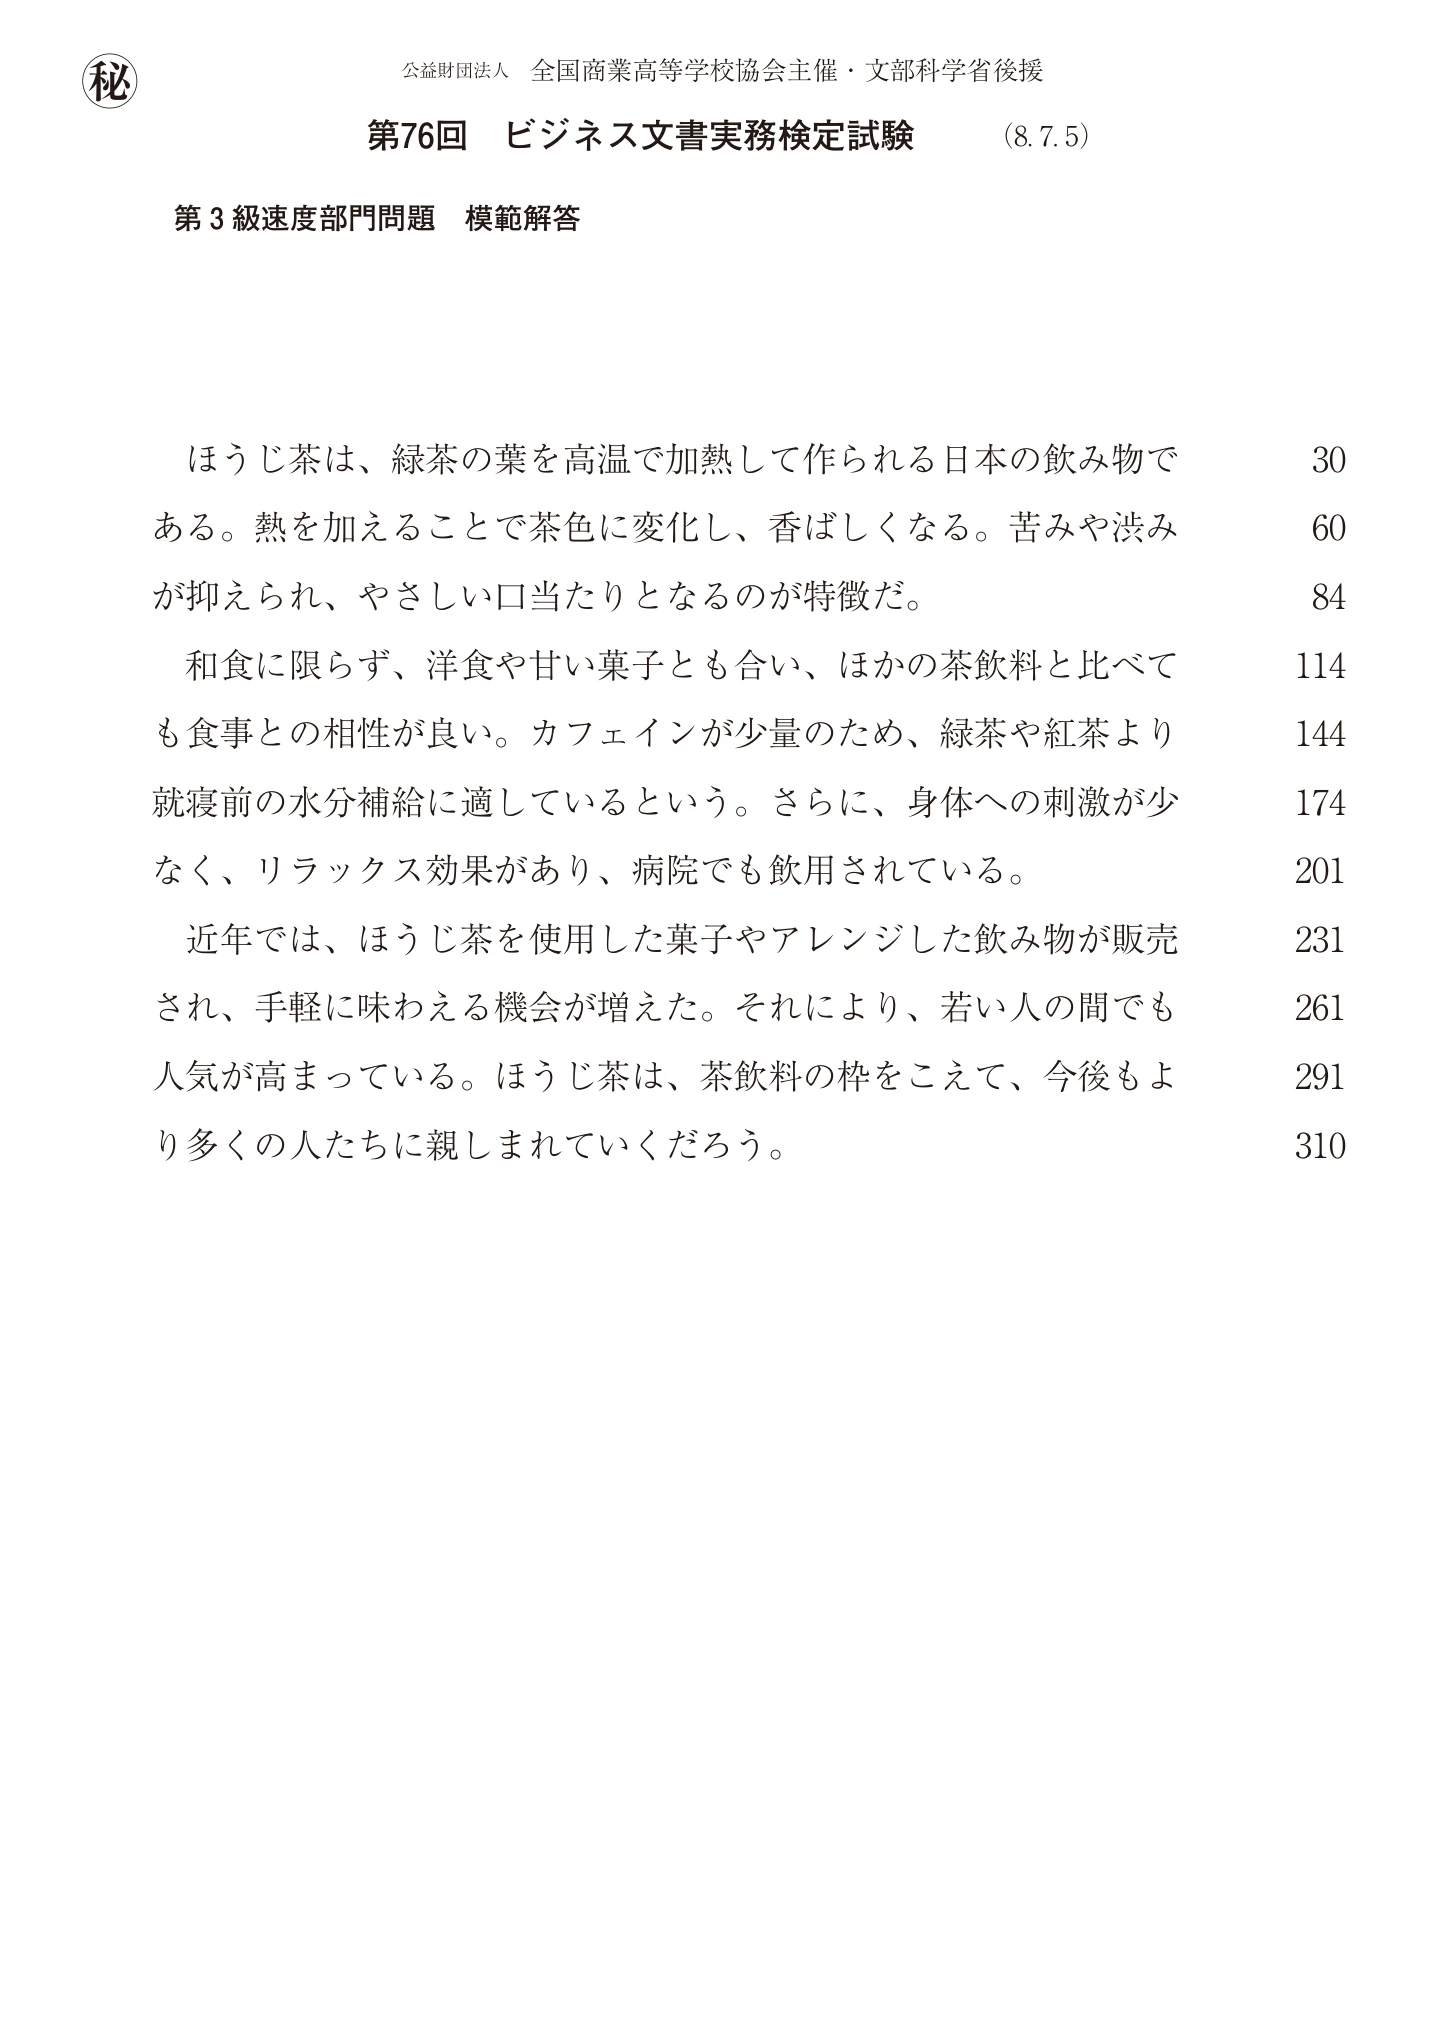 ㊙
公益財団法人　全国商業高等学校協会主催・文部科学省後援
第76回　ビジネス文書実務検定試験　（8.7.5）
第３級速度部門問題　模範解答
　ほうじ茶は、緑茶の葉を高温で加熱して作られる日本の飲み物で　30
ある。熱を加えることで茶色に変化し、香ばしくなる。苦みや渋み　60
が抑えられ、やさしい口当たりとなるのが特徴だ。　84
　和食に限らず、洋食や甘い菓子とも合い、ほかの茶飲料と比べて　114
も食事との相性が良い。カフェインが少量のため、緑茶や紅茶より　144
就寝前の水分補給に適しているという。さらに、身体への刺激が少　174
なく、リラックス効果があり、病院でも飲用されている。　201
　近年では、ほうじ茶を使用した菓子やアレンジした飲み物が販売　231
され、手軽に味わえる機会が増えた。それにより、若い人の間でも　261
人気が高まっている。ほうじ茶は、茶飲料の枠をこえて、今後もよ　291
り多くの人たちに親しまれていくだろう。　310